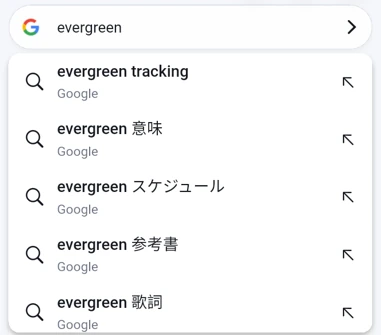 evergreen
evergreen tracking
Google
evergreen 意味
Google
evergreen スケジュール
Google
evergreen 参考書
Google
evergreen 歌詞
Google